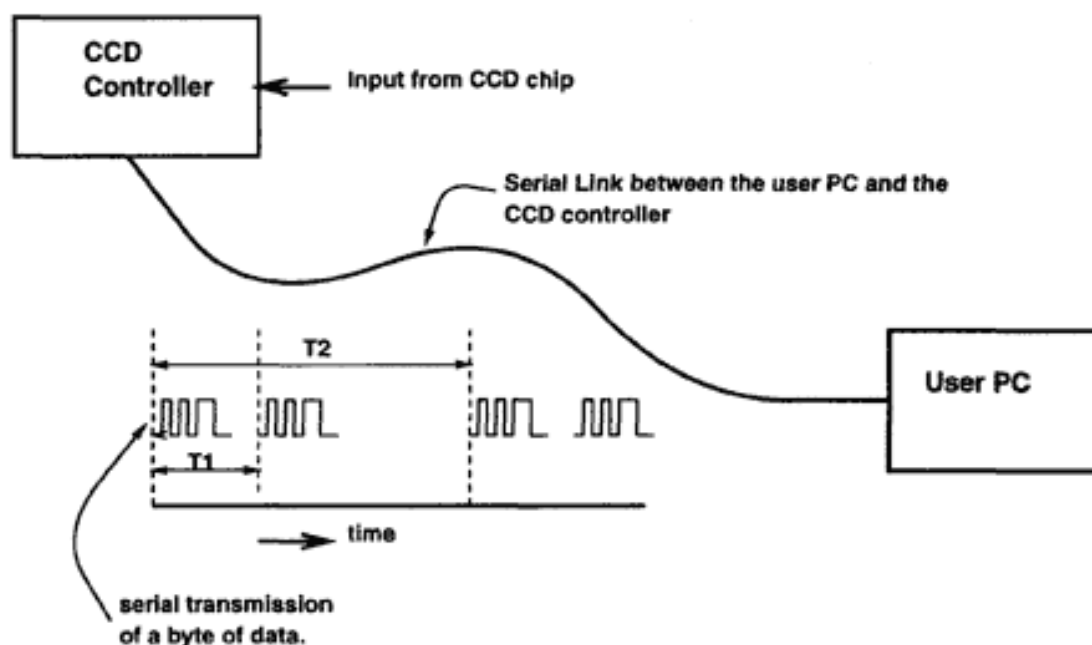 CCD
Controller
Input from CCD chip
Serial Link between the user PC and the
CCD controller
T2
User PC
T1
time
serial transmission
of a byte of data.